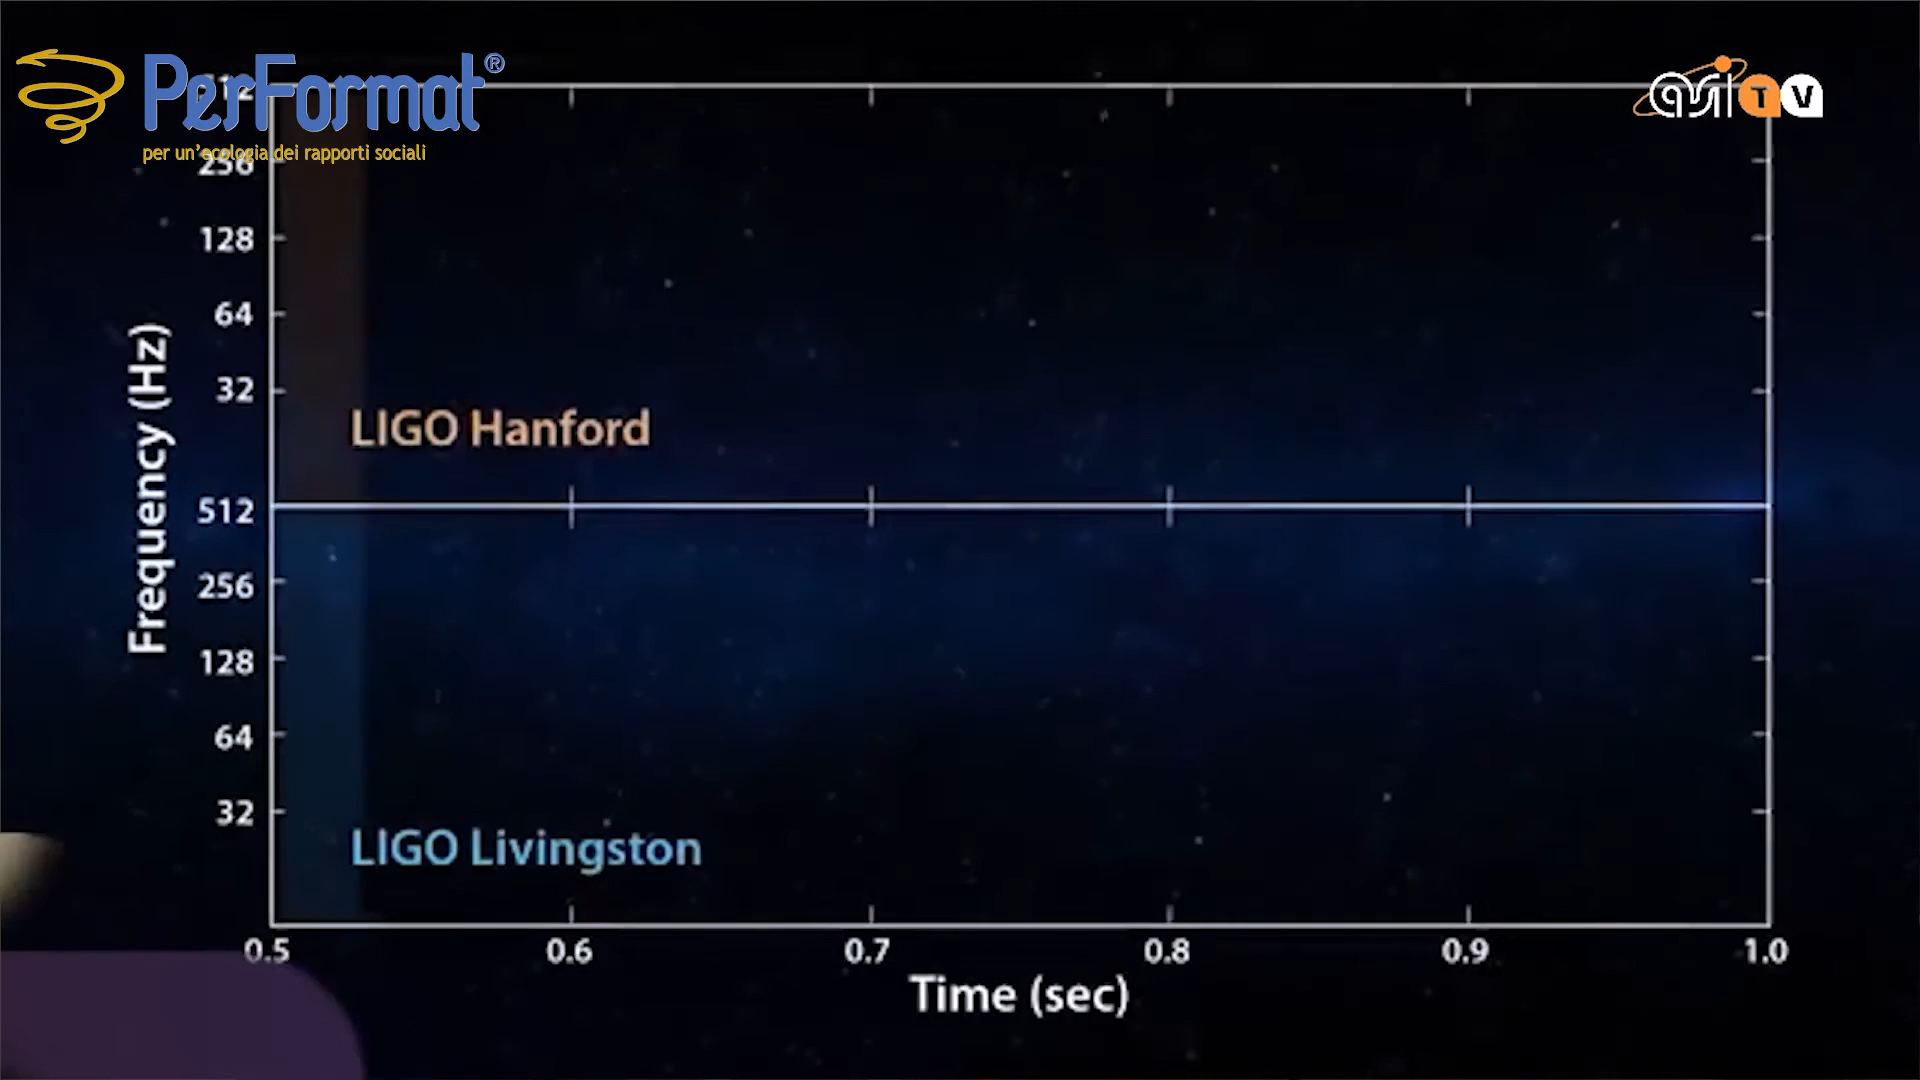 PerFormat®
per un'ecologia dei rapporti sociali
asi TV
256
128
64
32
LIGO Hanford
Frequency (Hz)
512
256
128
64
32
LIGO Livingston
0.5 0.6 0.7 0.8 0.9 1.0
Time (sec)